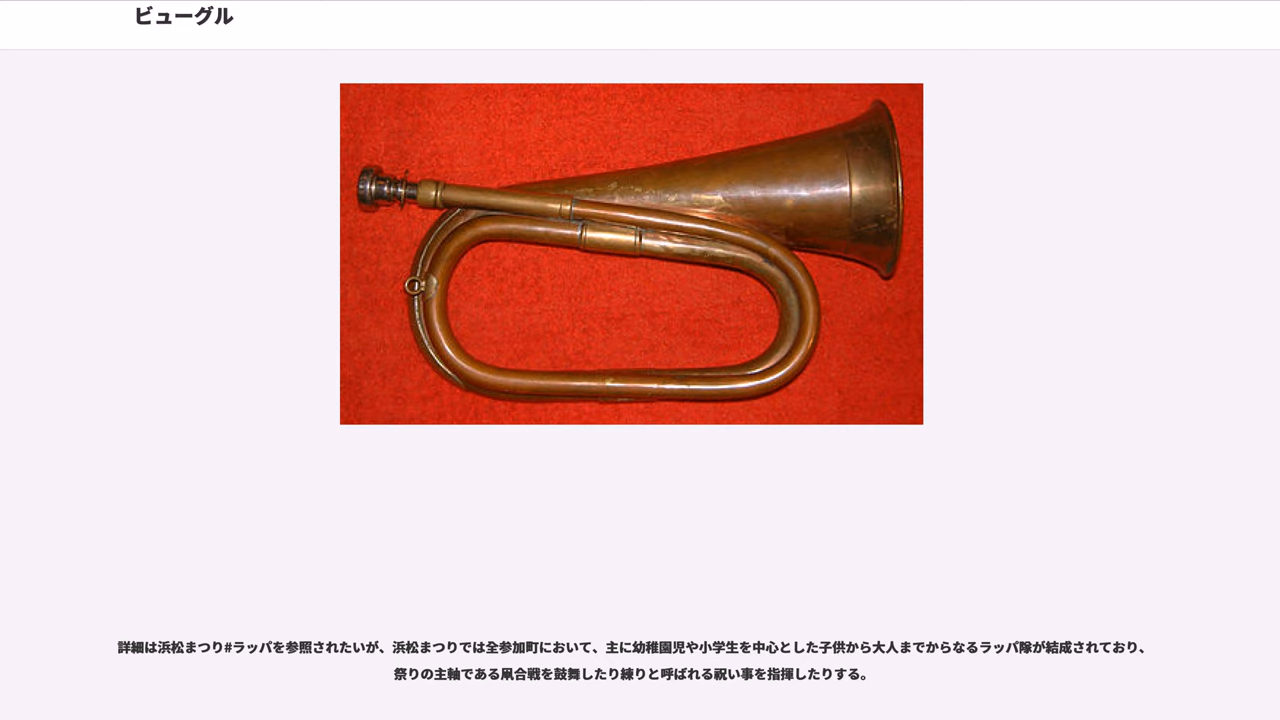 ビューグル
詳細は浜松まつり#ラッパを参照されたいが、浜松まつりでは全参加町において、主に幼稚園児や小学生を中心とした子供から大人までからなるラッパ隊が結成されており、
祭りの主軸である凧合戦を鼓舞したり練りと呼ばれる祝い事を指揮したりする。